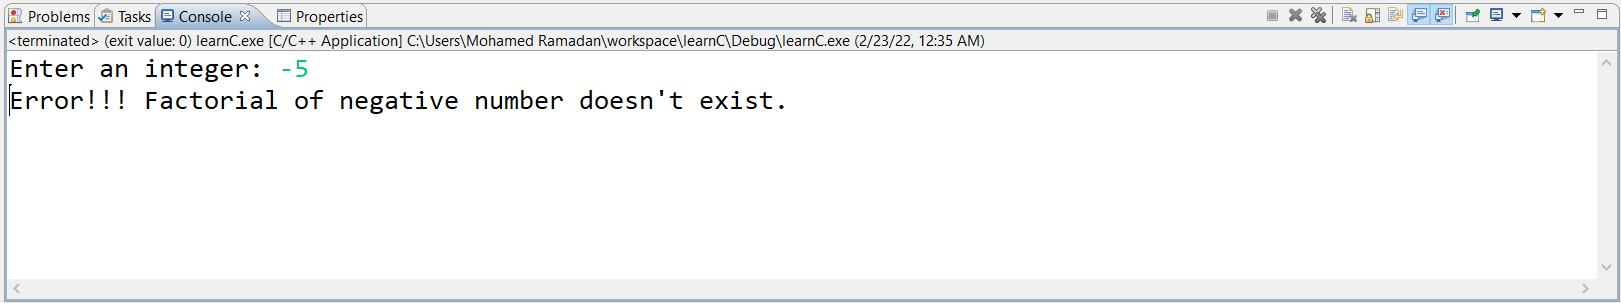 Problems Tasks Console Properties
<terminated> (exit value: 0) learnC.exe [C/C++ Application] C:\Users\Mohamed Ramadan\workspace\learnC\Debug\learnC.exe (2/23/22, 12:35 AM)
Enter an integer: -5
Error!!! Factorial of negative number doesn't exist.